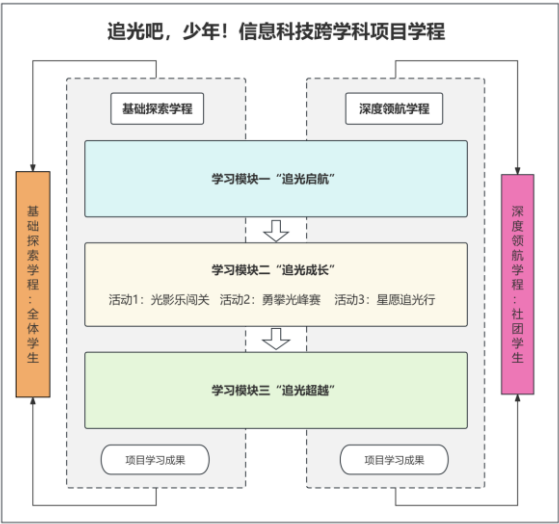 追光吧，少年！信息科技跨学科项目学程
基础探索学程
深度领航学程
学习模块一“追光启航”
基础探索学程：全体学生
深度领航学程：社团学生
学习模块二“追光成长”
活动1：光影乐闯关 活动2：勇攀光峰赛 活动3：星愿追光行
学习模块三“追光超越”
项目学习成果
项目学习成果